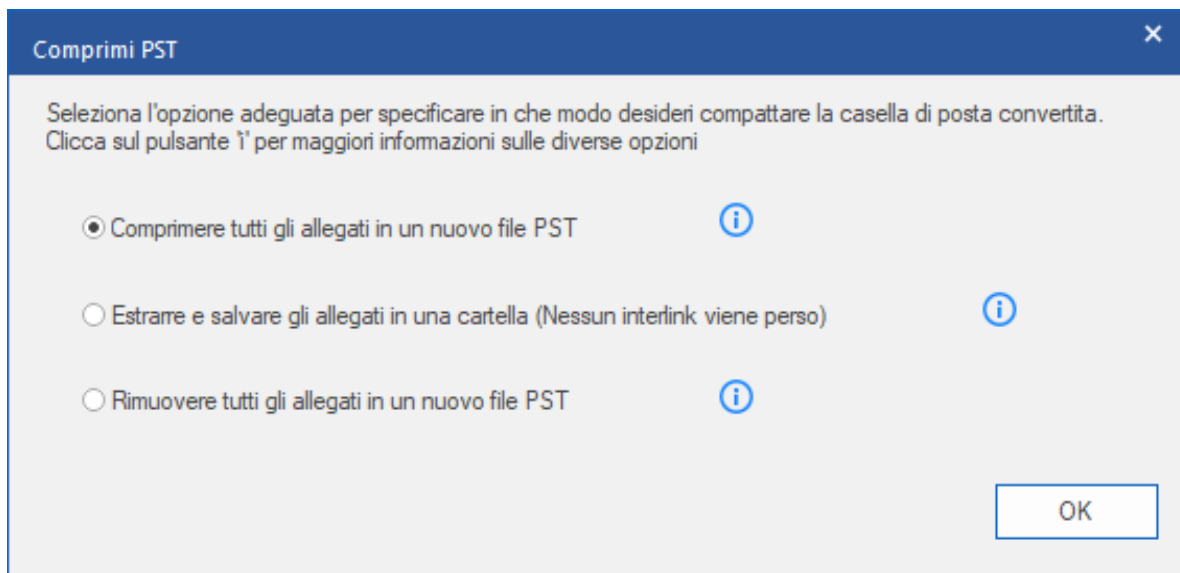 Comprimi PST
Seleziona l'opzione adeguata per specificare in che modo desideri compattare la casella di posta convertita.
Clicca sul pulsante 'i' per maggiori informazioni sulle diverse opzioni
Comprimere tutti gli allegati in un nuovo file PST
Estrarre e salvare gli allegati in una cartella (Nessun interlink viene perso)
Rimuovere tutti gli allegati in un nuovo file PST
OK